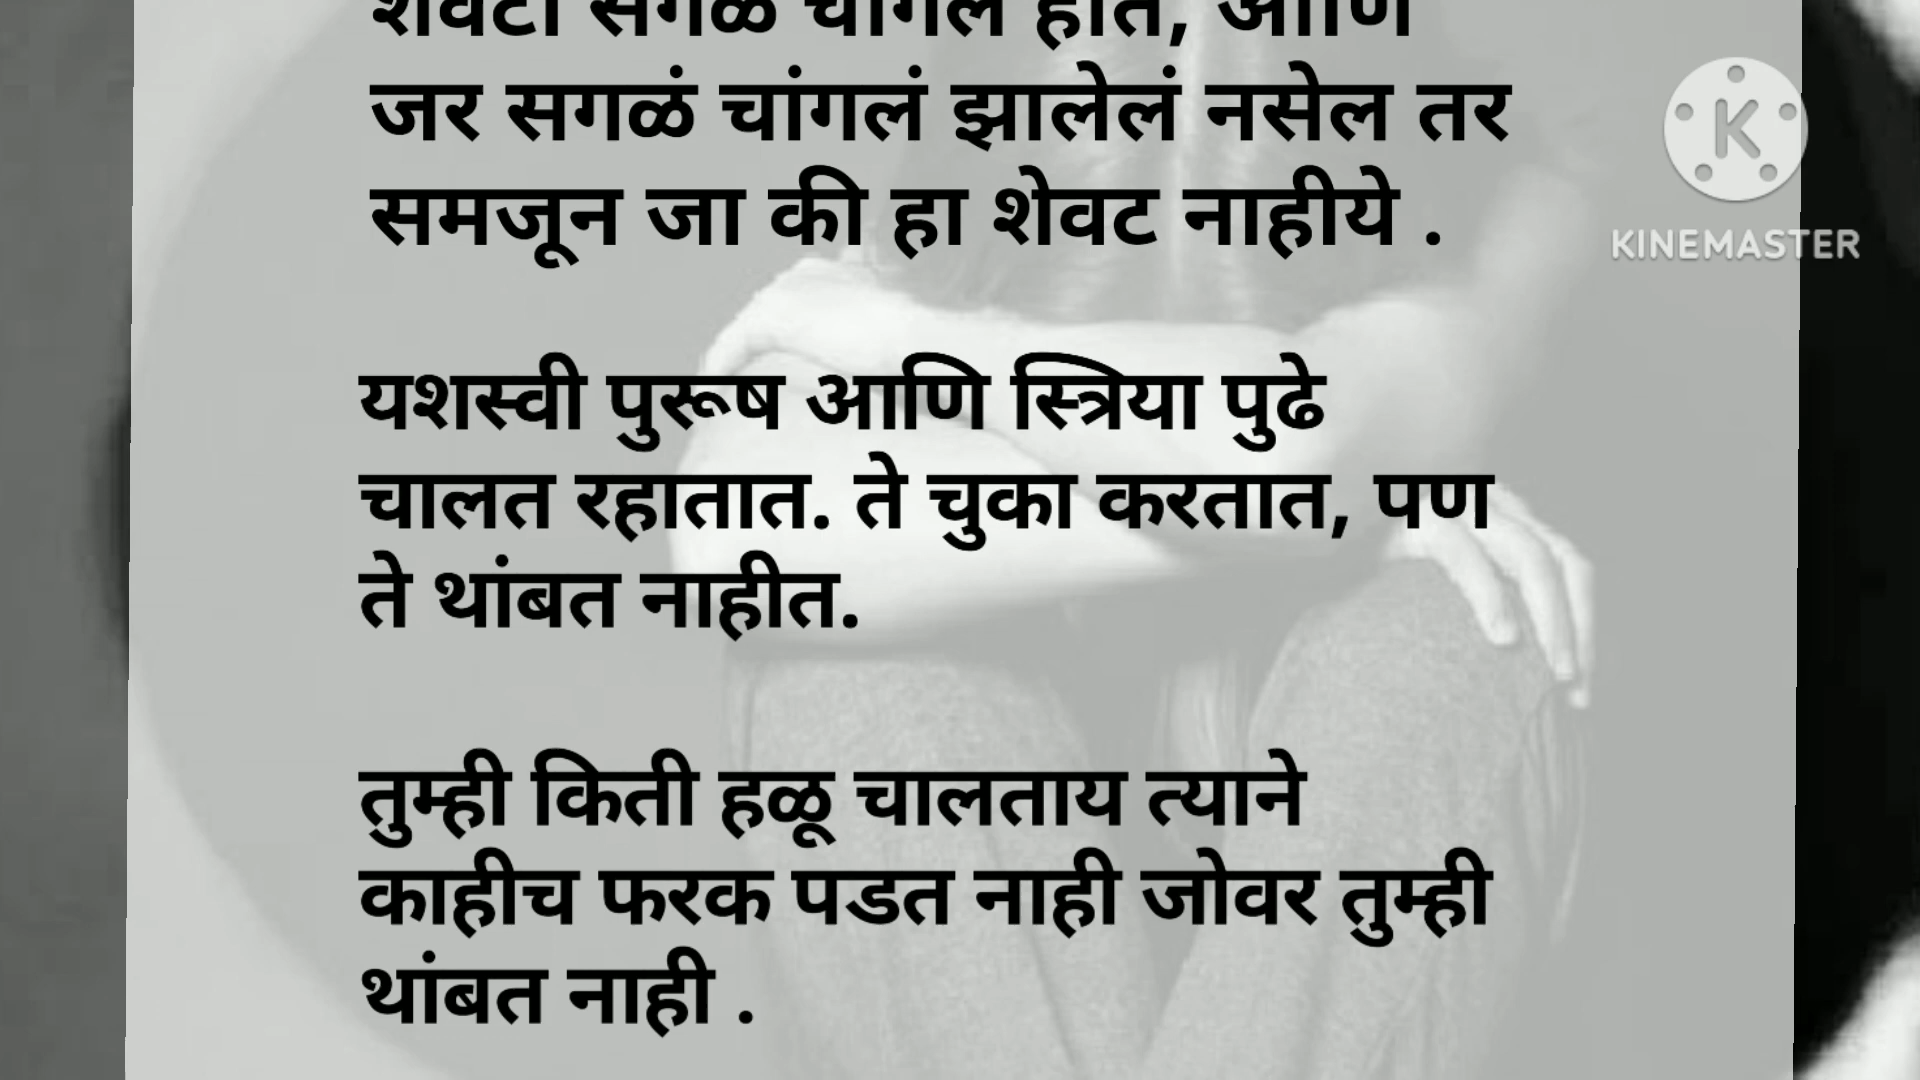 शेवटी सगळं चांगलं होतं, आणि
जर सगळं चांगलं झालेलं नसेल तर
समजून जा की हा शेवट नाहीये .
यशस्वी पुरूष आणि स्त्रिया पुढे
चालत रहातात. ते चुका करतात, पण
ते थांबत नाहीत.
तुम्ही किती हळू चालताय त्याने
काहीच फरक पडत नाही जोवर तुम्ही
थांबत नाही .
K
KINEMASTER